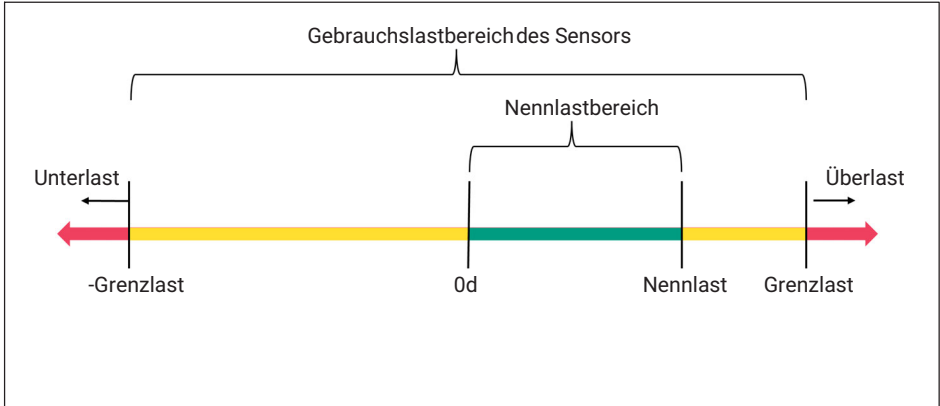 Gebrauchslastbereich des Sensors
Nennlastbereich
Unterlast
Überlast
-Grenzlast
0d
Nennlast
Grenzlast